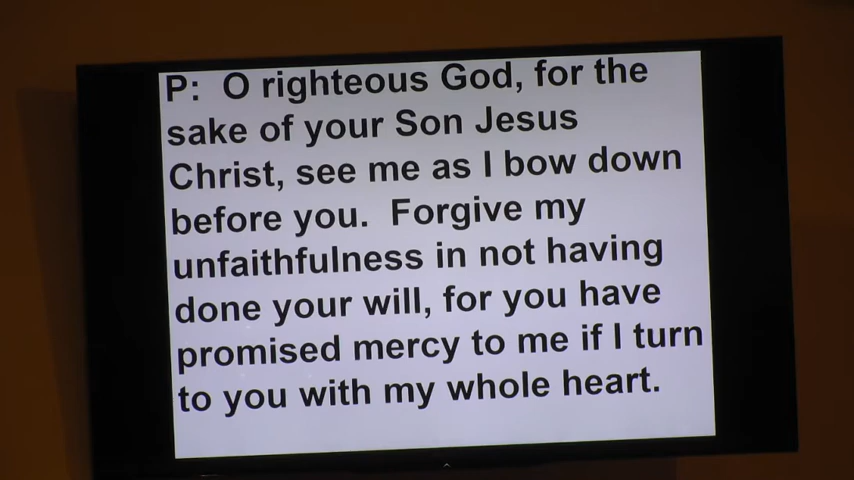 P: O righteous God, for the
sake of your Son Jesus
Christ, see me as I bow down
before you. Forgive my
unfaithfulness in not having
done your will, for you have
promised mercy to me if I turn
to you with my whole heart.